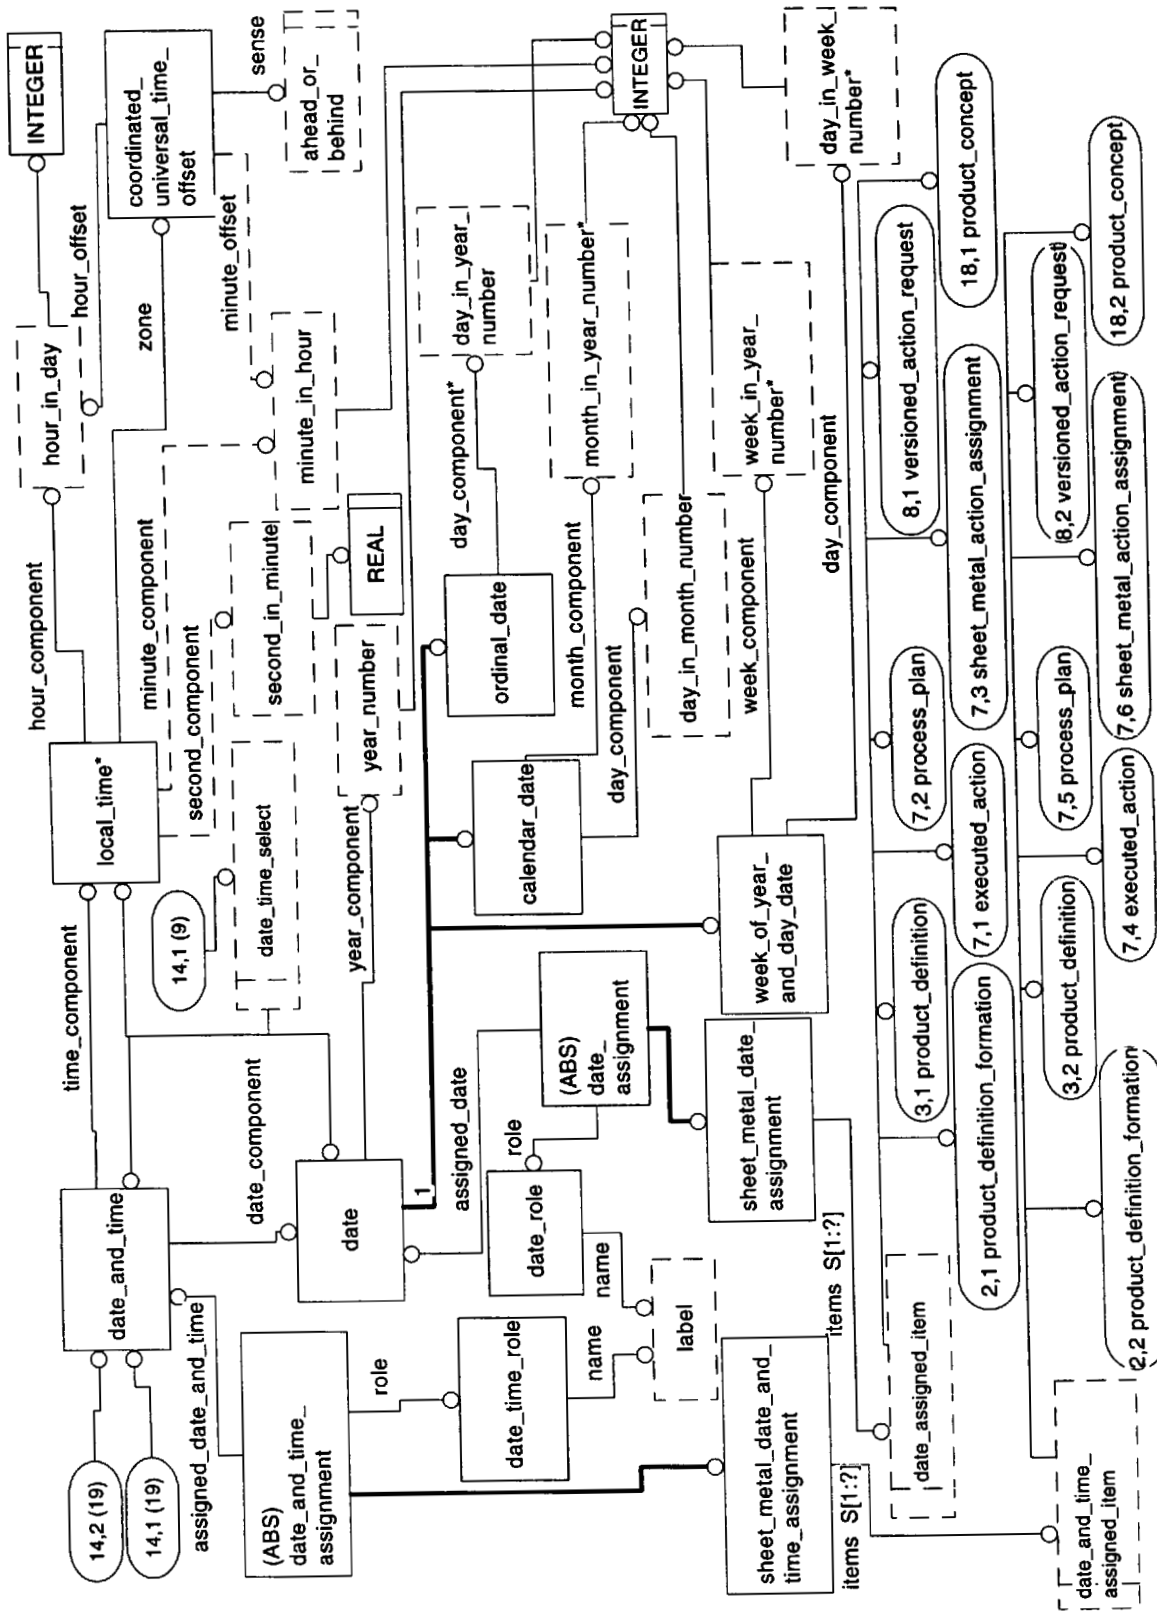 14,2 (19)
14,1 (19)
date_and_time
time_component
local_time*
hour_component
hour_in_day
INTEGER
hour_offset
zone
coordinated_
universal_time_
offset
minute_offset
sense
ahead_or_
behind
assigned_date_and_time
14,1 (9)
second_component
minute_component
date_time_select
second_in_minute
minute_in_hour
REAL
(ABS)
date_and_time_
assignment
date_component
date
1
year_component
year_number
role
date_time_role
name
label
name
date_role
role
assigned_date
(ABS)
date_
assignment
ordinal_date
day_component*
day_in_year_
number
calendar_date
month_component
month_in_year_number*
day_component
day_in_month_number
INTEGER
sheet_metal_date_and_
time_assignment
sheet_metal_date_
assignment
week_of_year_
and_day_date
week_component
week_in_year_
number*
day_component
day_in_week_
number*
items S[1:?]
items S[1:?]
date_assigned_item
3,1 product_definition
7,2 process_plan
8,1 versioned_action_request
2,1 product_definition_formation
7,1 executed_action
7,3 sheet_metal_action_assignment
18,1 product_concept
date_and_time_
assigned_item
3,2 product_definition
7,5 process_plan
(8,2 versioned_action_request)
2,2 product_definition_formation
7,4 executed_action
7,6 sheet_metal_action_assignment
18,2 product_concept